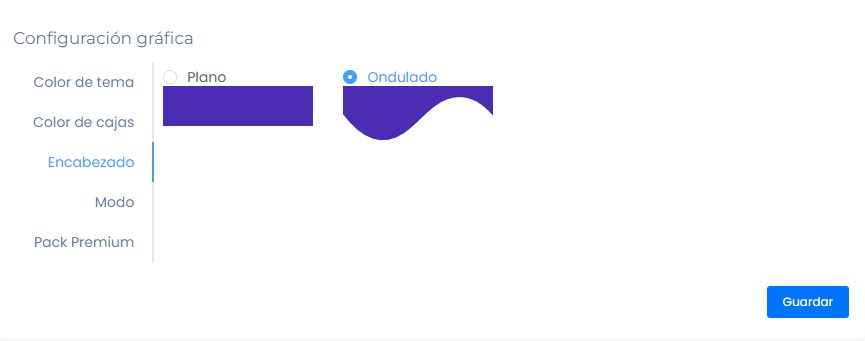 Configuración gráfica
Color de tema
Color de cajas
Encabezado
Modo
Pack Premium
Plano
Ondulado
Guardar